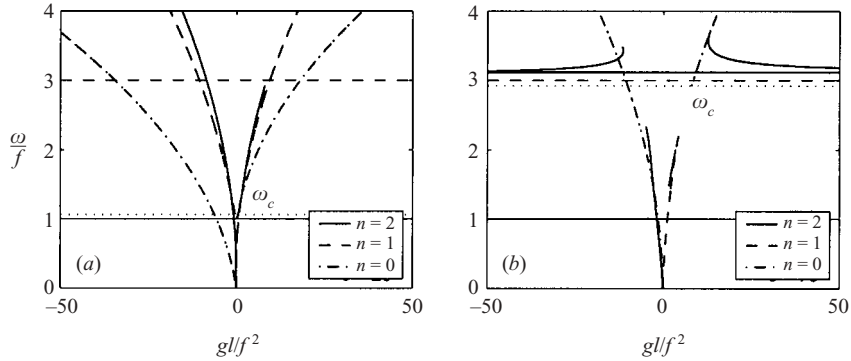 4
3
ω/f
2
1
0
ω_c
(a)
n = 2
n = 1
n = 0
−50
0
50
gl/f²
4
3
2
1
0
ω_c
(b)
n = 2
n = 1
n = 0
−50
0
50
gl/f²